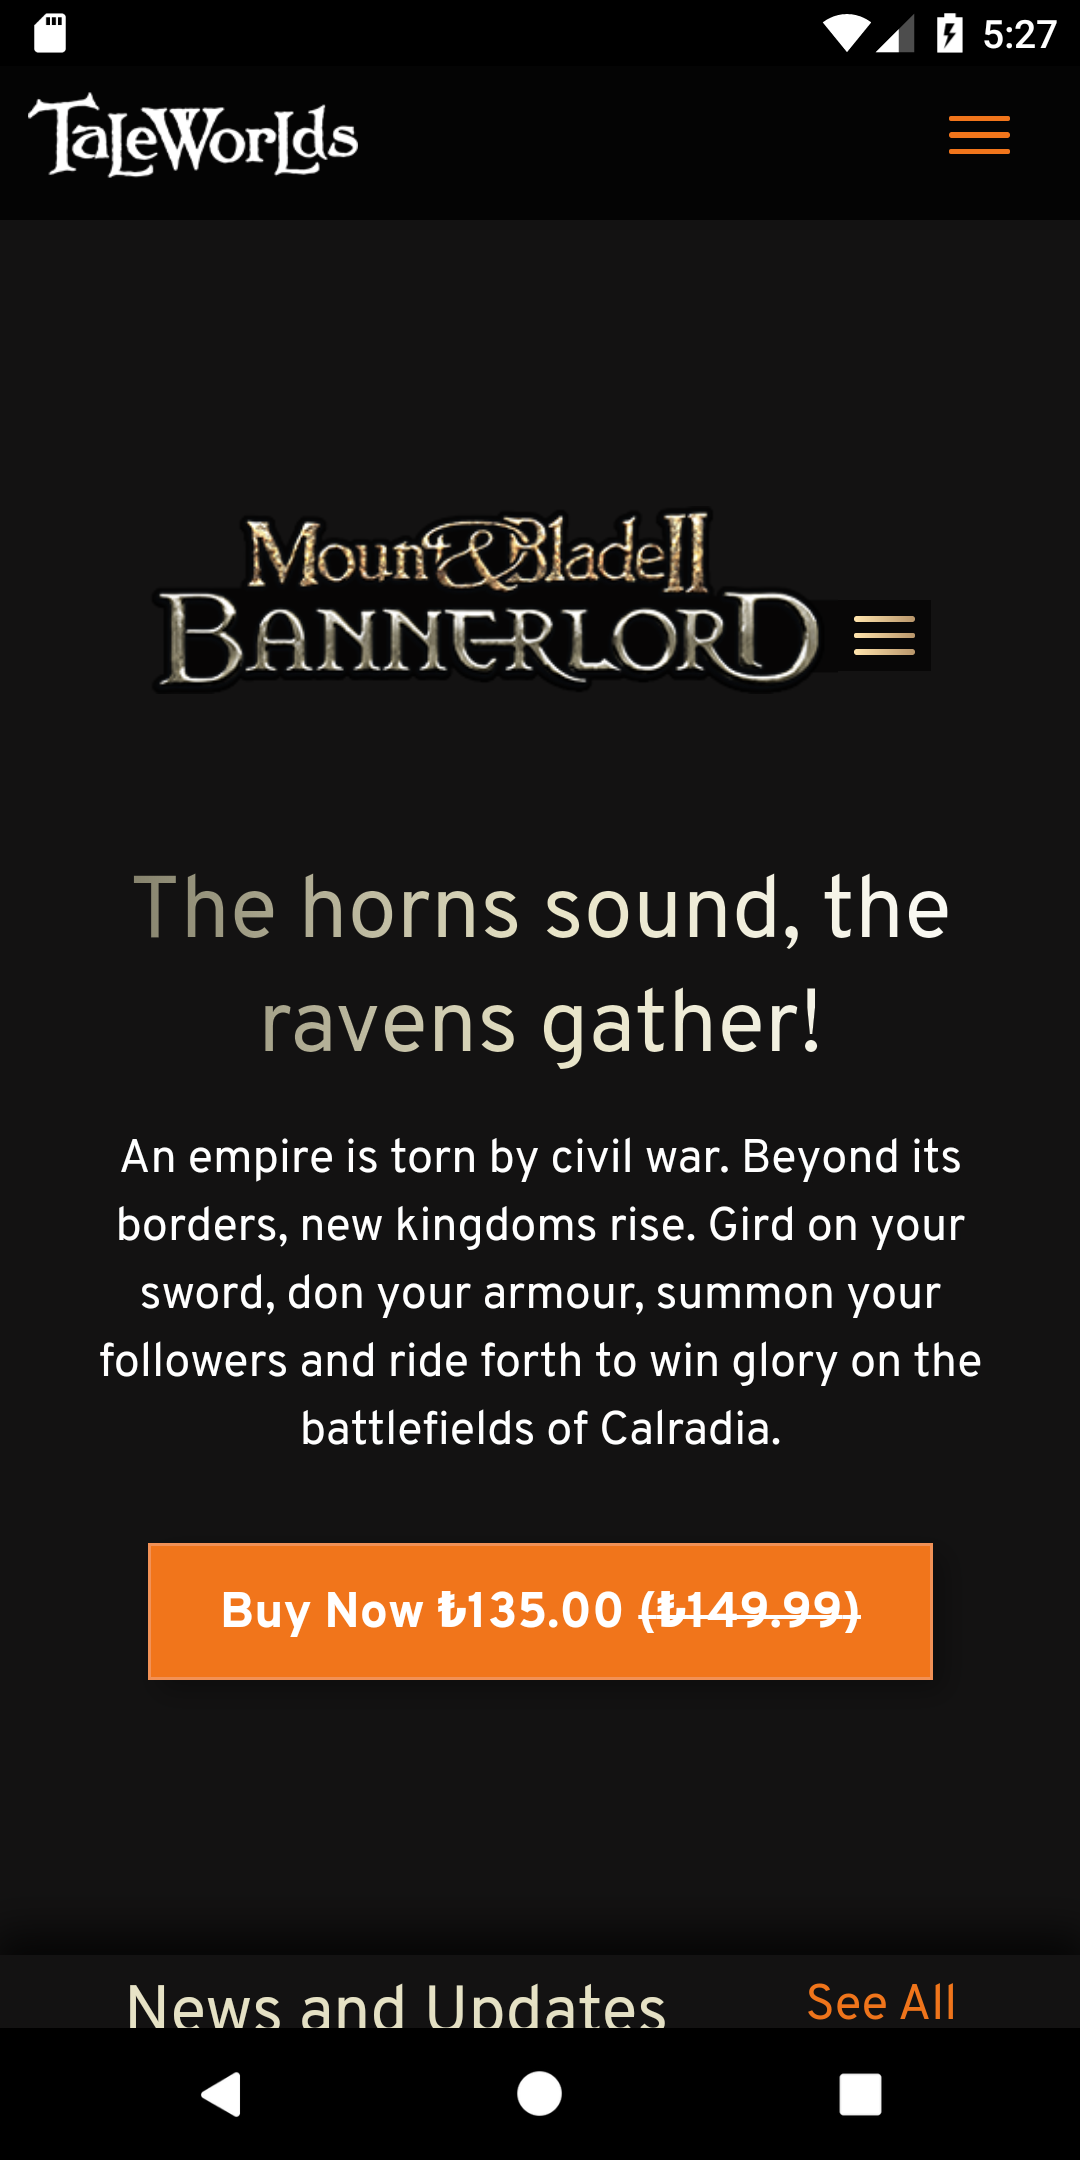 5:27
TaleWorlds
Mount & Blade II
BANNERLORD
The horns sound, the
ravens gather!
An empire is torn by civil war. Beyond its
borders, new kingdoms rise. Gird on your
sword, don your armour, summon your
followers and ride forth to win glory on the
battlefields of Calradia.
Buy Now ₺135.00 (₺149.99)
News and Updates
See All